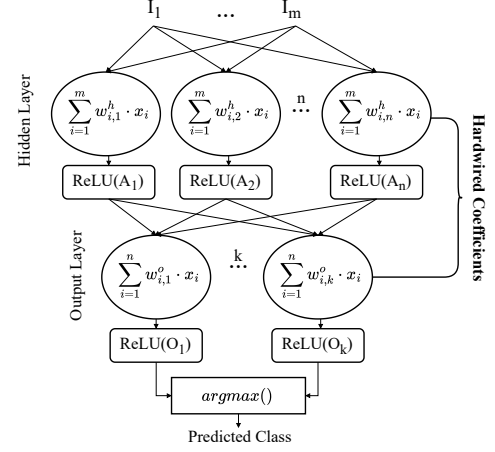 I1 ... Im
Hidden Layer
∑_{i=1}^{m} w^h_{i,1} · x_i
∑_{i=1}^{m} w^h_{i,2} · x_i
n
...
∑_{i=1}^{m} w^h_{i,n} · x_i
ReLU(A1)
ReLU(A2)
ReLU(An)
Hardwired Coefficients
Output Layer
∑_{i=1}^{n} w^o_{i,1} · x_i
k
...
∑_{i=1}^{n} w^o_{i,k} · x_i
ReLU(O1)
ReLU(Ok)
argmax()
Predicted Class